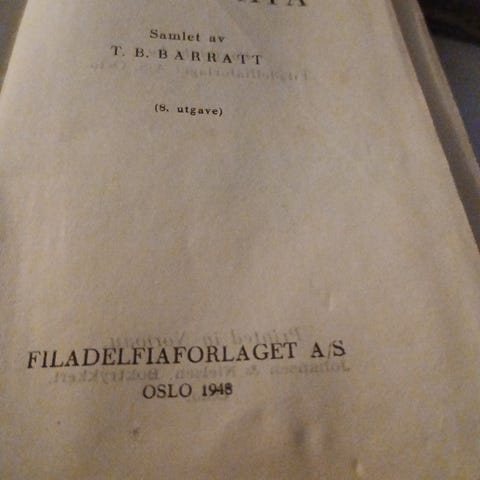 Samlet av
T. B. BARRATT
(8. utgave)
FILADELFIAFORLAGET A/S
OSLO 1948